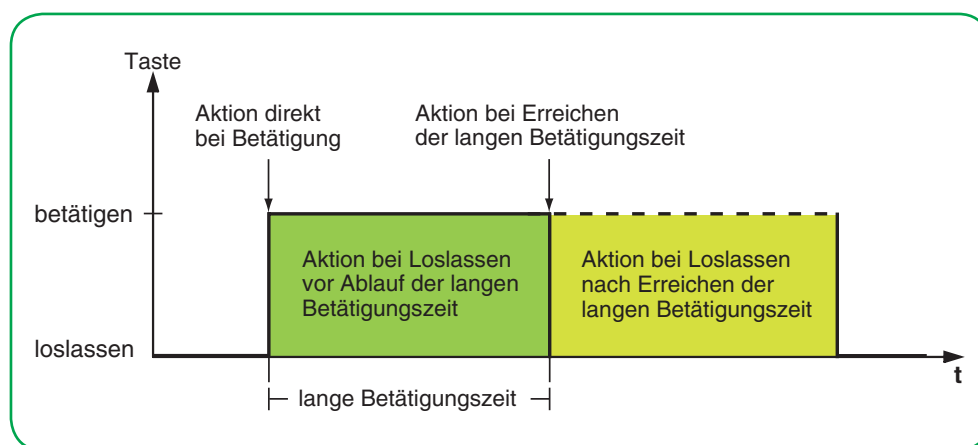 Taste
Aktion direkt
bei Betätigung
Aktion bei Erreichen
der langen Betätigungszeit
betätigen
Aktion bei Loslassen
vor Ablauf der langen
Betätigungszeit
Aktion bei Loslassen
nach Erreichen der
langen Betätigungszeit
loslassen
t
lange Betätigungszeit